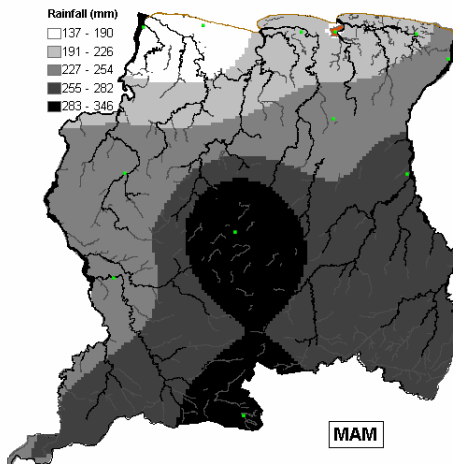 Rainfall (mm)
137 - 190
191 - 226
227 - 254
255 - 282
283 - 346
MAM